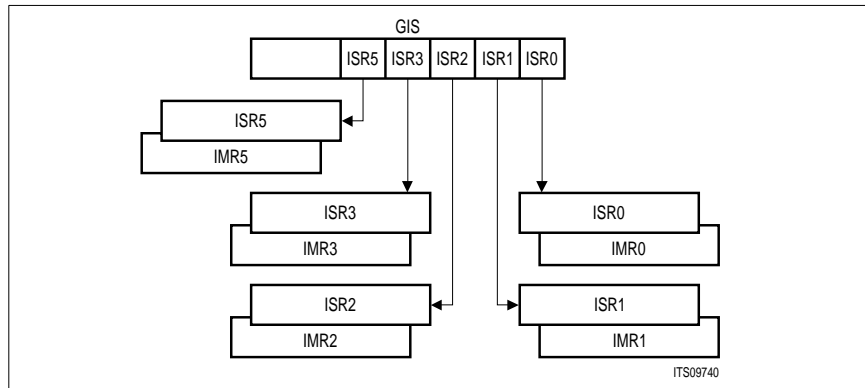 GIS
ISR5 ISR3 ISR2 ISR1 ISR0
ISR5
IMR5
ISR3
IMR3
ISR0
IMR0
ISR2
IMR2
ISR1
IMR1
ITS09740